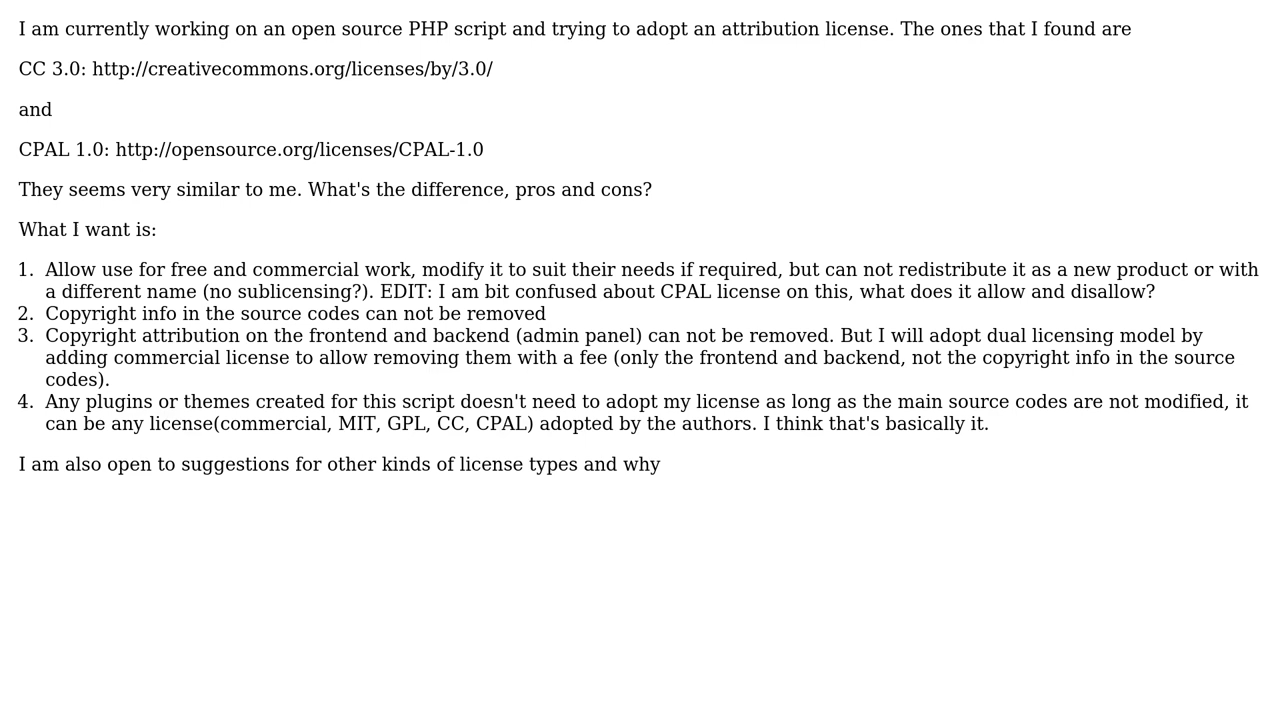 I am currently working on an open source PHP script and trying to adopt an attribution license. The ones that I found are
CC 3.0: http://creativecommons.org/licenses/by/3.0/
and
CPAL 1.0: http://opensource.org/licenses/CPAL-1.0
They seems very similar to me. What's the difference, pros and cons?
What I want is:
1. Allow use for free and commercial work, modify it to suit their needs if required, but can not redistribute it as a new product or with
a different name (no sublicensing?). EDIT: I am bit confused about CPAL license on this, what does it allow and disallow?
2. Copyright info in the source codes can not be removed
3. Copyright attribution on the frontend and backend (admin panel) can not be removed. But I will adopt dual licensing model by
adding commercial license to allow removing them with a fee (only the frontend and backend, not the copyright info in the source
codes).
4. Any plugins or themes created for this script doesn't need to adopt my license as long as the main source codes are not modified, it
can be any license(commercial, MIT, GPL, CC, CPAL) adopted by the authors. I think that's basically it.
I am also open to suggestions for other kinds of license types and why